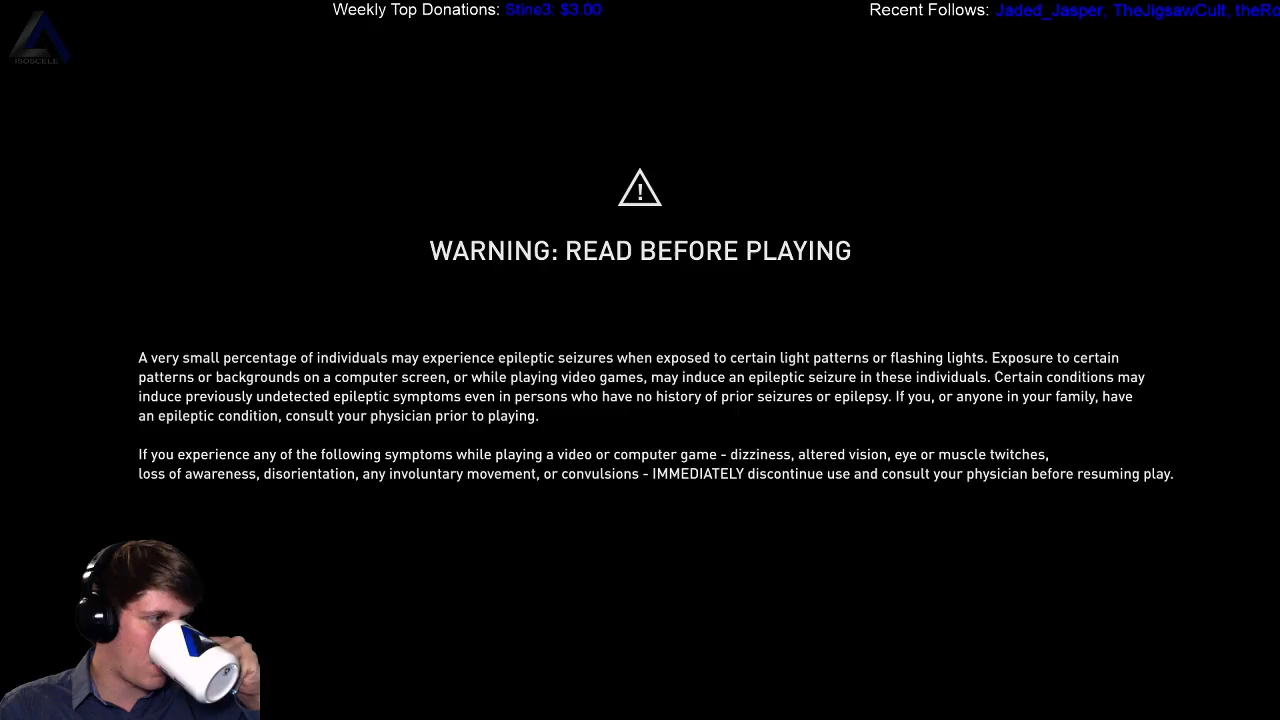 Weekly Top Donations: Stine3: $3.00
Recent Follows: Jaded_Jasper, TheJigsawCult, theRo
ISOSCELE
WARNING: READ BEFORE PLAYING
A very small percentage of individuals may experience epileptic seizures when exposed to certain light patterns or flashing lights. Exposure to certain
patterns or backgrounds on a computer screen, or while playing video games, may induce an epileptic seizure in these individuals. Certain conditions may
induce previously undetected epileptic symptoms even in persons who have no history of prior seizures or epilepsy. If you, or anyone in your family, have
an epileptic condition, consult your physician prior to playing.
If you experience any of the following symptoms while playing a video or computer game - dizziness, altered vision, eye or muscle twitches,
loss of awareness, disorientation, any involuntary movement, or convulsions - IMMEDIATELY discontinue use and consult your physician before resuming play.